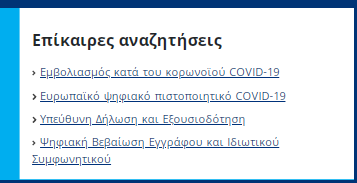 Επίκαιρες αναζητήσεις
› Εμβολιασμός κατά του κορωνοϊού COVID-19
› Ευρωπαϊκό ψηφιακό πιστοποιητικό COVID-19
› Υπεύθυνη Δήλωση και Εξουσιοδότηση
› Ψηφιακή Βεβαίωση Εγγράφου και Ιδιωτικού
Συμφωνητικού